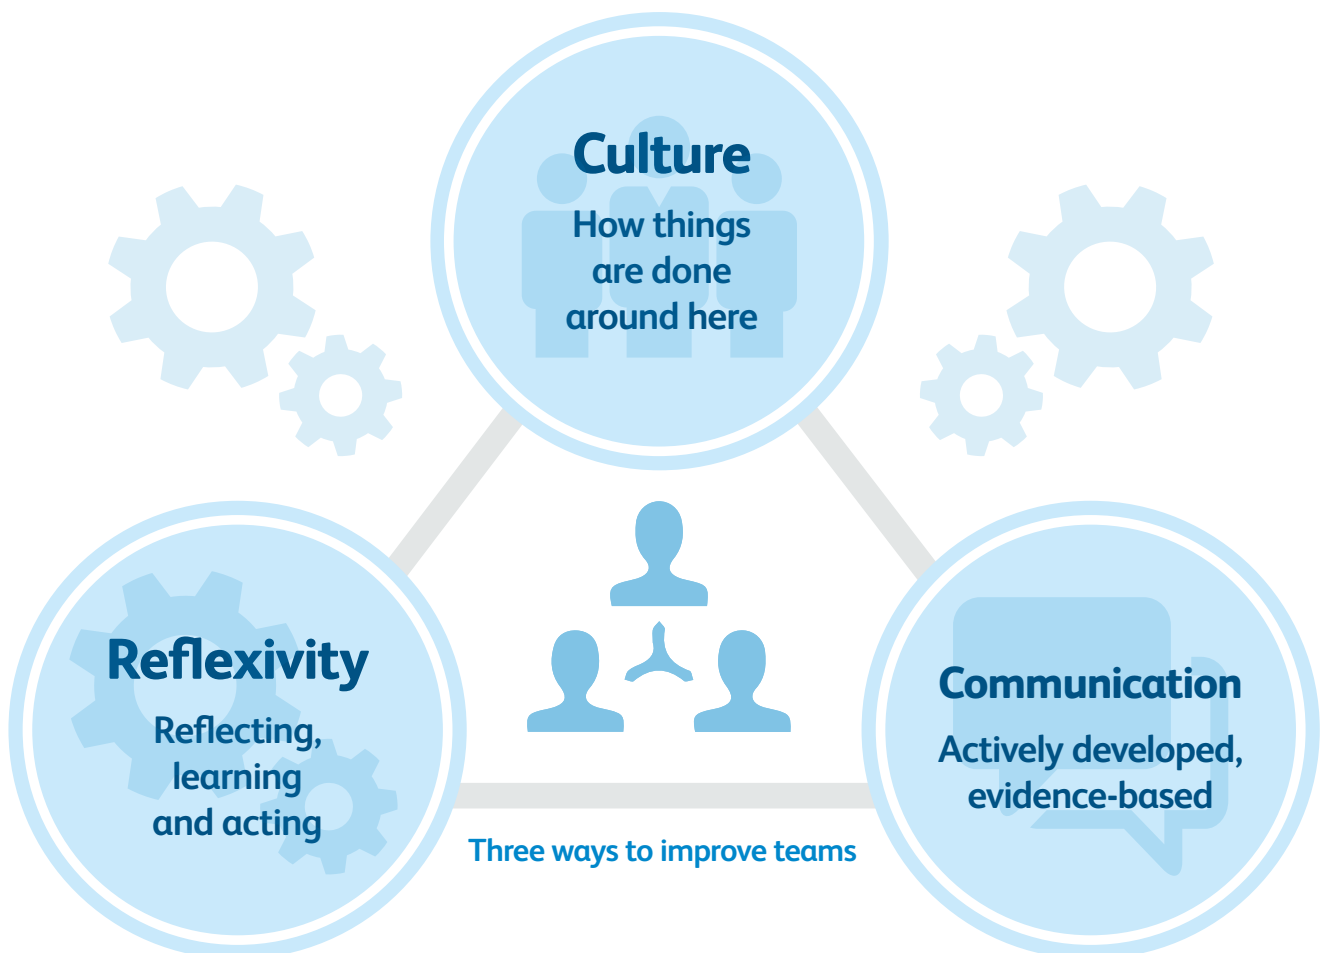 Culture
How things
are done
around here
Reflexivity
Reflecting,
learning
and acting
Communication
Actively developed,
evidence-based
Three ways to improve teams